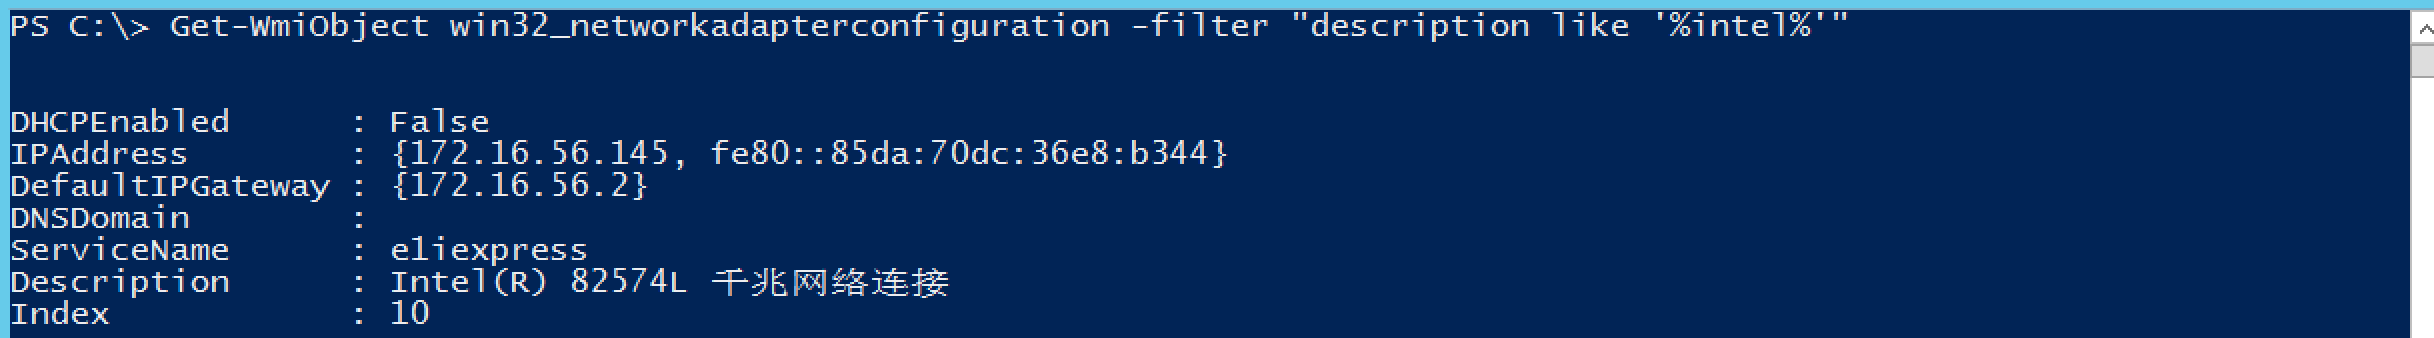 PS C:\> Get-WmiObject win32_networkadapterconfiguration -filter "description like '%intel%'"
DHCPEnabled : False
IPAddress : {172.16.56.145, fe80::85da:70dc:36e8:b344}
DefaultIPGateway : {172.16.56.2}
DNSDomain :
ServiceName : e1iexpress
Description : Intel(R) 82574L 千兆网络连接
Index : 10